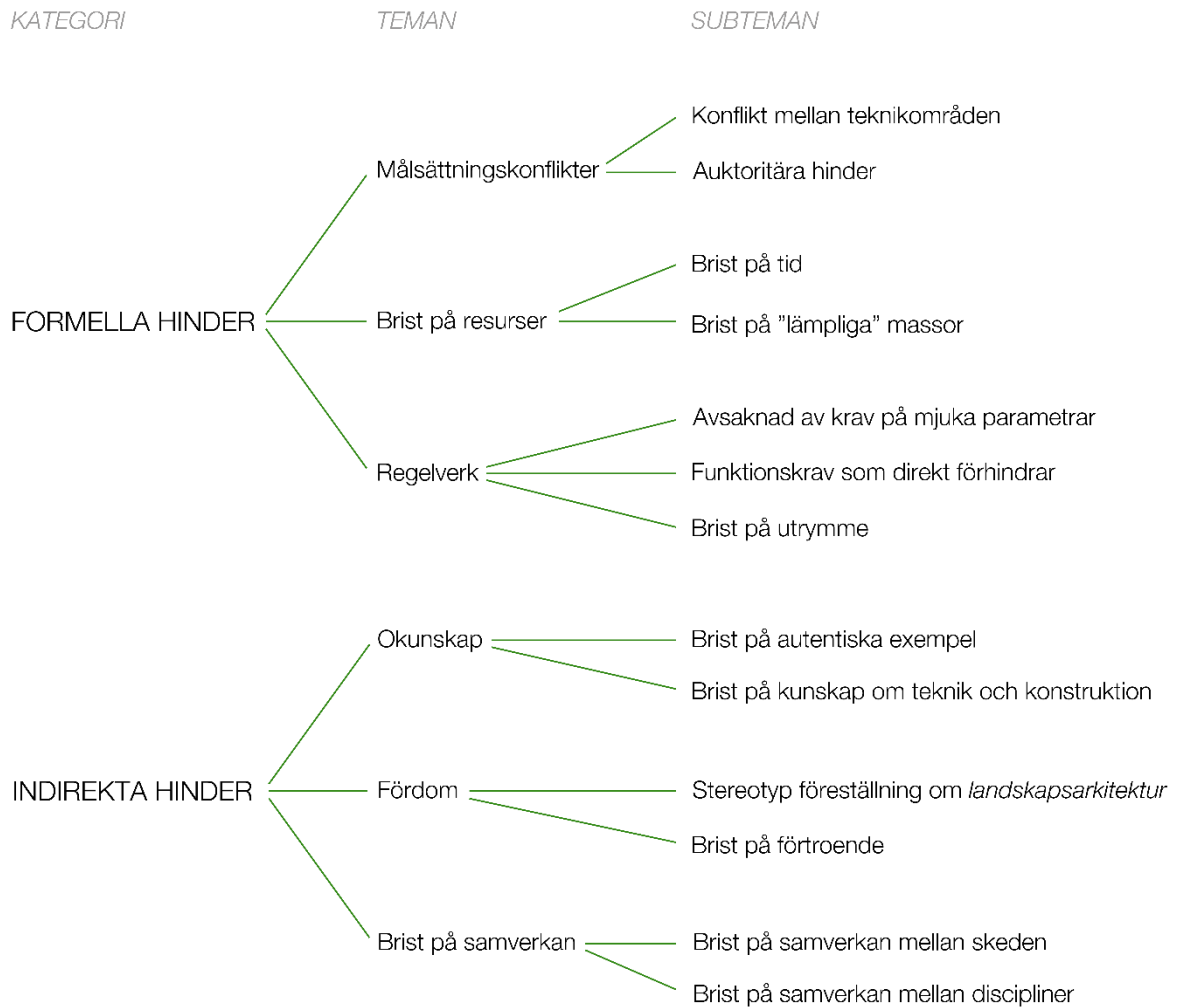 KATEGORI TEMAN SUBTEMAN
Konflikt mellan teknikområden
Målsättningskonflikter
Auktoritära hinder
Brist på tid
FORMELLA HINDER Brist på resurser Brist på ”lämpliga” massor
Avsaknad av krav på mjuka parametrar
Regelverk Funktionskrav som direkt förhindrar
Brist på utrymme
Okunskap Brist på autentiska exempel
Brist på kunskap om teknik och konstruktion
INDIREKTA HINDER Fördom Stereotyp föreställning om landskapsarkitektur
Brist på förtroende
Brist på samverkan Brist på samverkan mellan skeden
Brist på samverkan mellan discipliner